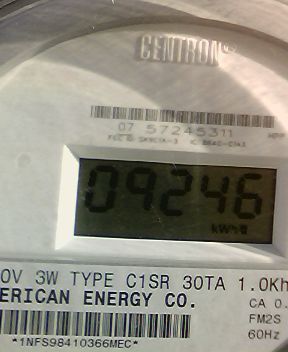 CENTRON®
07 57245311
09246
kWh
0V 3W TYPE C1SR 30TA 1.0Kh
ERICAN ENERGY CO.
CA 0.
FM2S
60Hz
*1NFS98410366MEC*